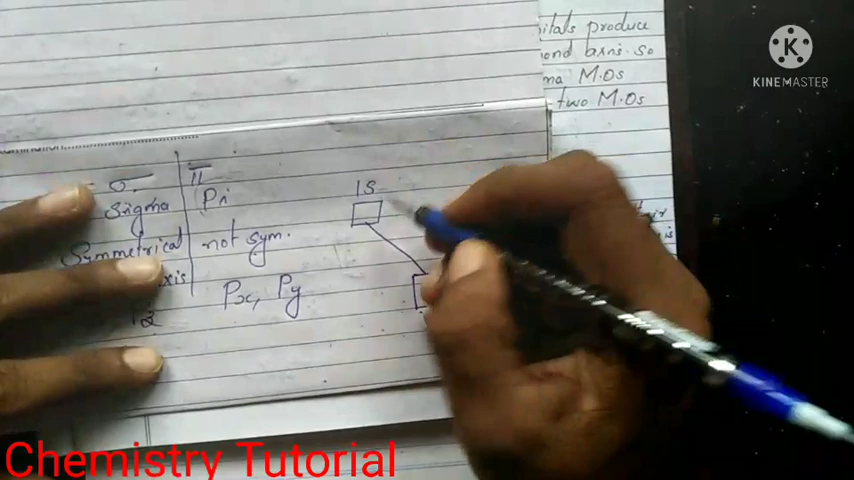 itals produce
ond axis. so
ma M.Os
two M.Os
KINEMASTER
σ
π
Sigma
Pi
Symmetrical
not sym.
Px, Py
1S
Chemistry Tutorial